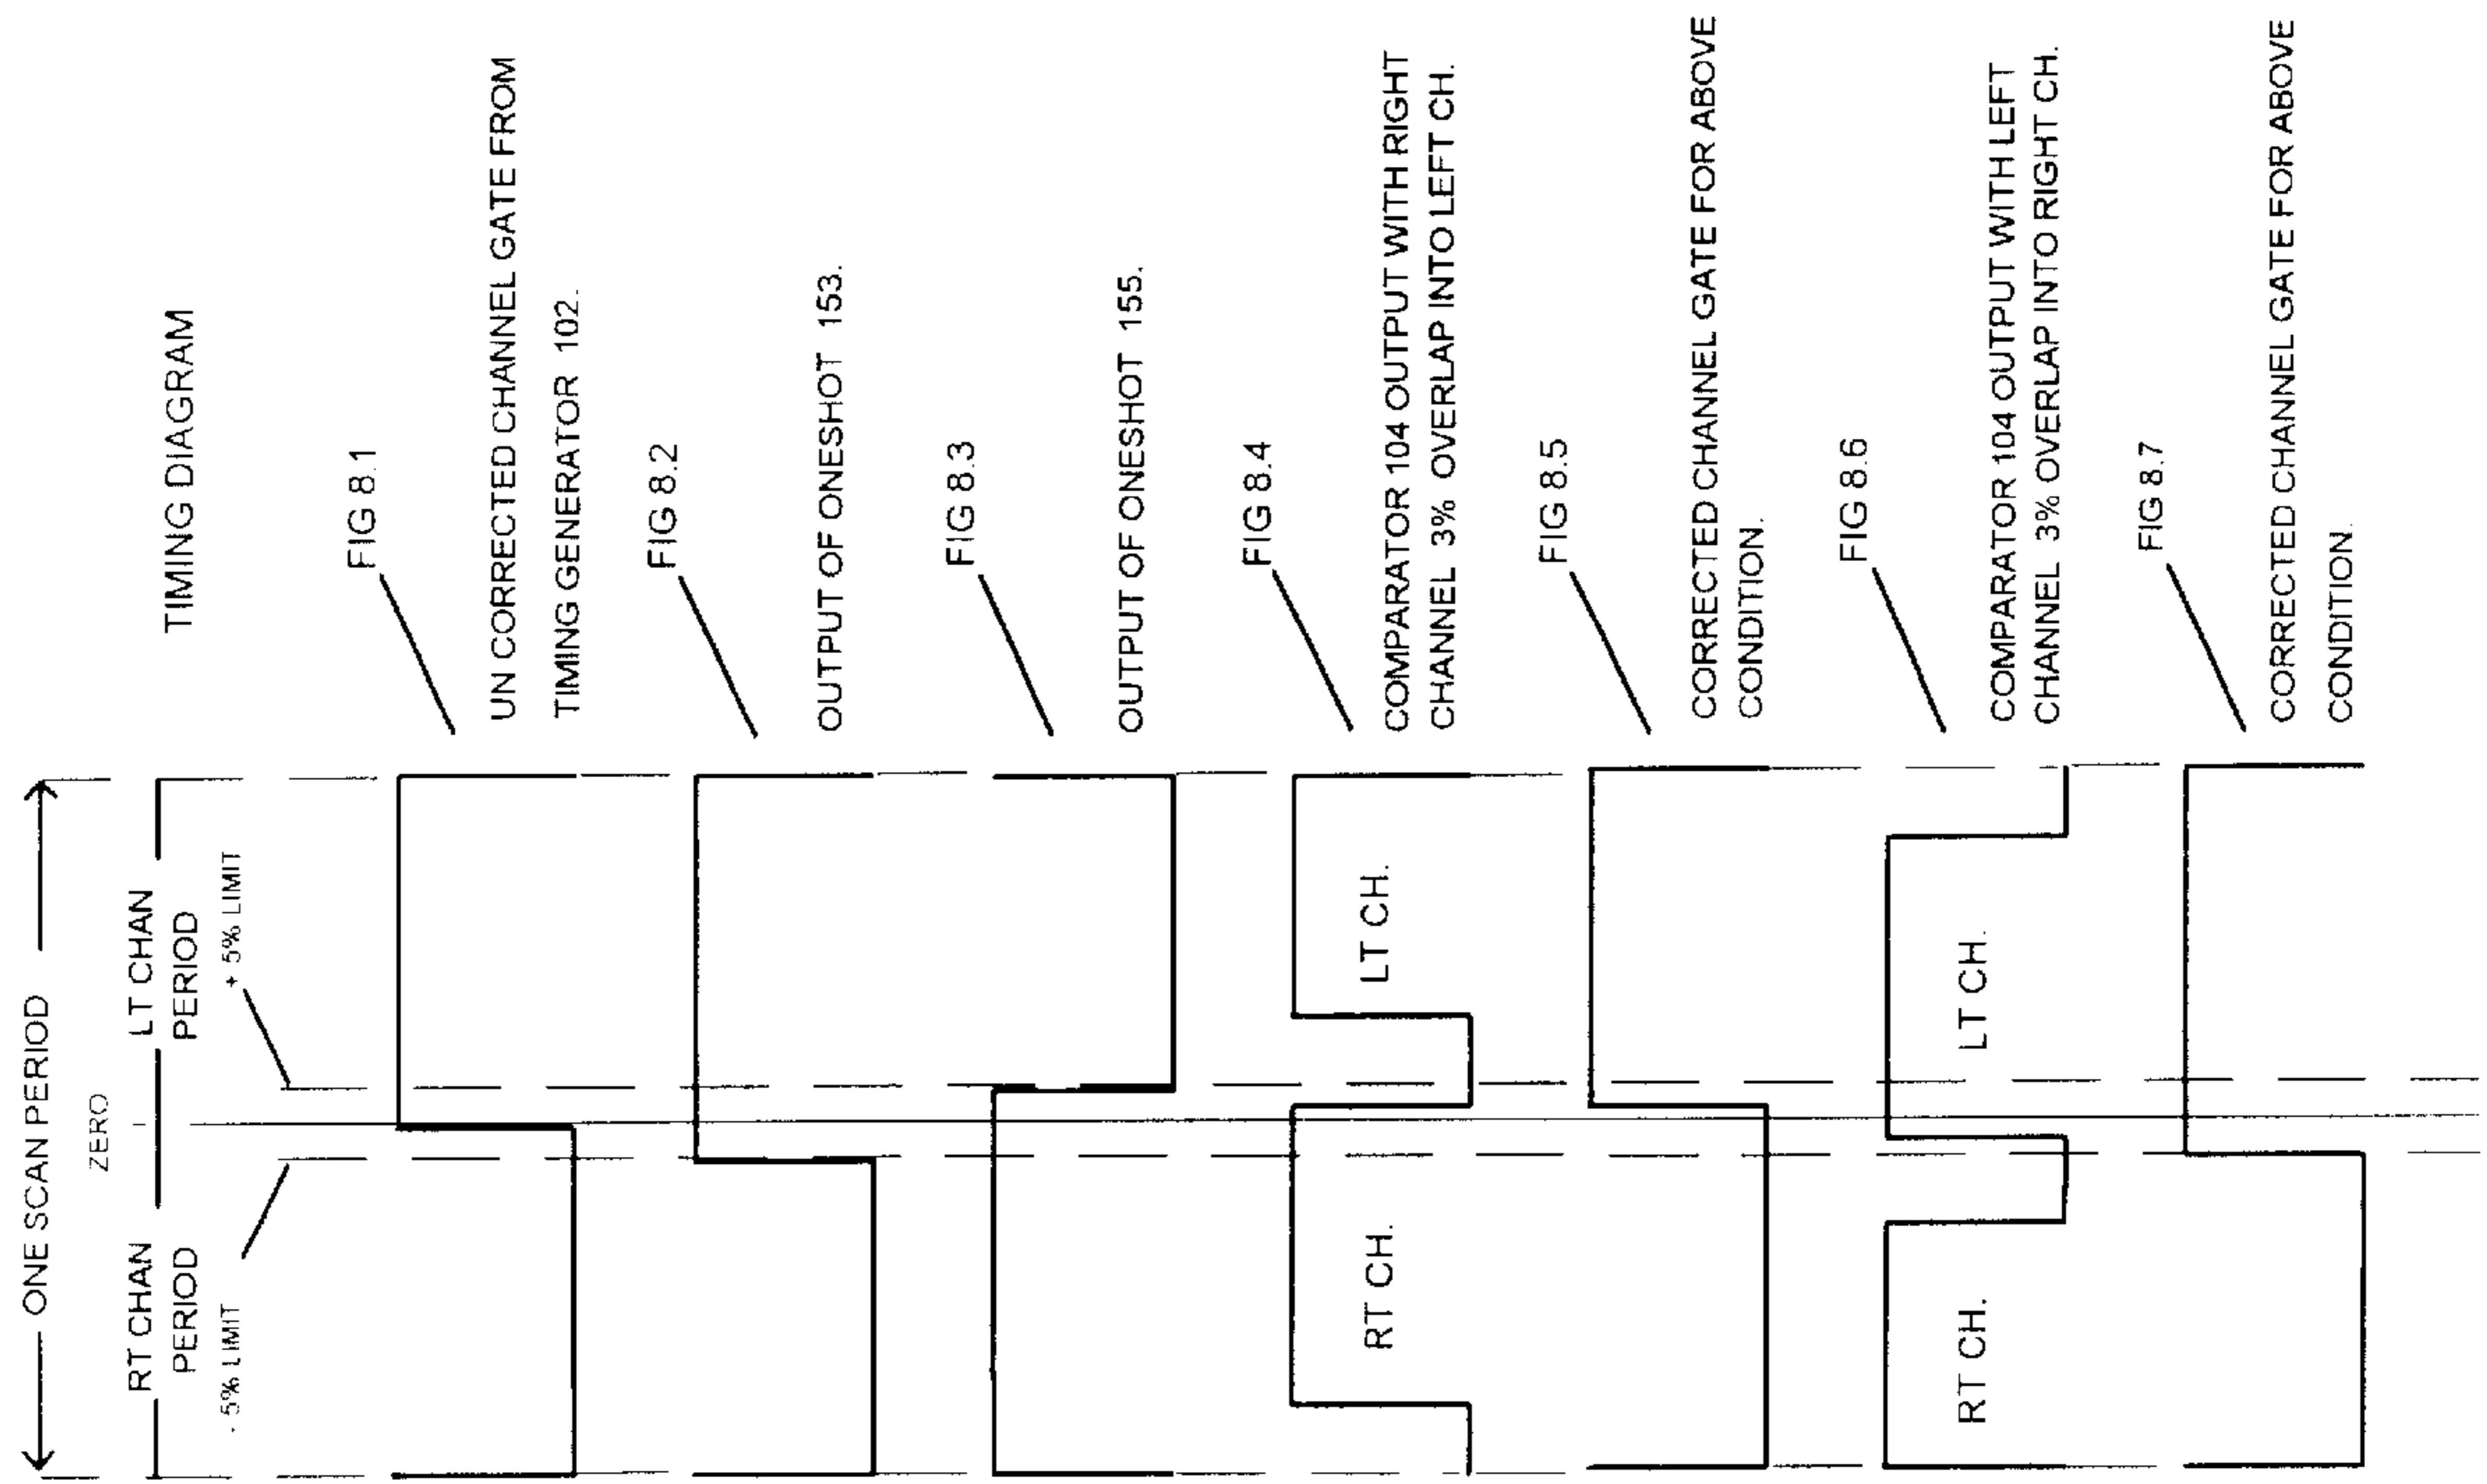 ONE SCAN PERIOD
ZERO
RT CHAN
PERIOD
LT CHAN
PERIOD
- 5% LIMIT
+ 5% LIMIT
TIMING DIAGRAM
FIG 8.1
UN CORRECTED CHANNEL GATE FROM
TIMING GENERATOR 102.
FIG 8.2
OUTPUT OF ONESHOT 153.
FIG 8.3
OUTPUT OF ONESHOT 155.
FIG 8.4
RT CH.
LT CH.
COMPARATOR 104 OUTPUT WITH RIGHT
CHANNEL 3% OVERLAP INTO LEFT CH.
FIG 8.5
CORRECTED CHANNEL GATE FOR ABOVE
CONDITION.
FIG 8.6
RT CH.
LT CH.
COMPARATOR 104 OUTPUT WITH LEFT
CHANNEL 3% OVERLAP INTO RIGHT CH.
FIG 8.7
CORRECTED CHANNEL GATE FOR ABOVE
CONDITION.